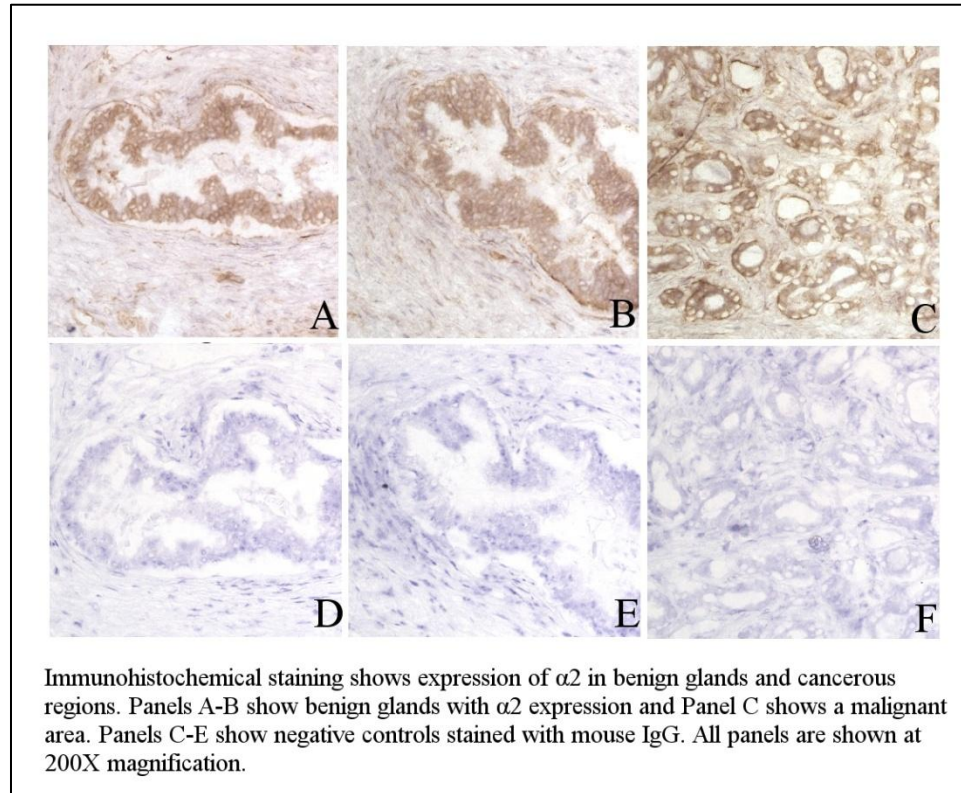 A B C
D E F
Immunohistochemical staining shows expression of α2 in benign glands and cancerous
regions. Panels A-B show benign glands with α2 expression and Panel C shows a malignant
area. Panels C-E show negative controls stained with mouse IgG. All panels are shown at
200X magnification.